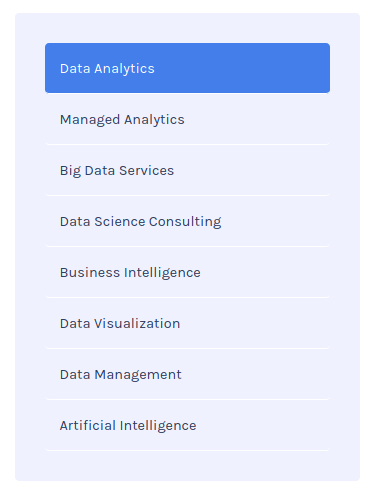 Data Analytics
Managed Analytics
Big Data Services
Data Science Consulting
Business Intelligence
Data Visualization
Data Management
Artificial Intelligence